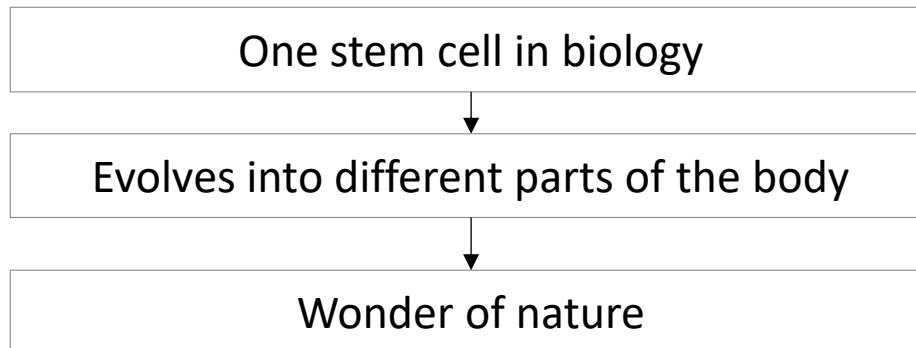 One stem cell in biology
Evolves into different parts of the body
Wonder of nature